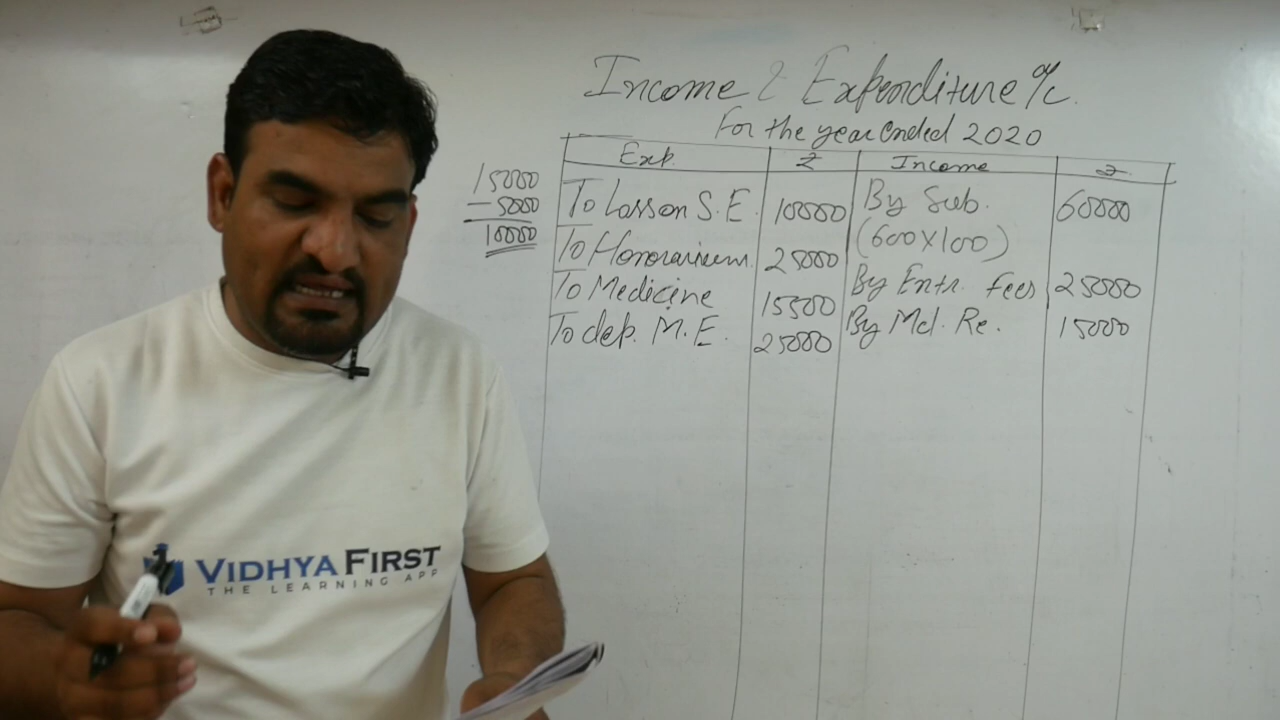 Income & Expenditure A/c.
For the year ended 2020
Exp. ₹ Income ₹
15000
- 5000
10000
To Loss on S.E. 10000 By Sub. 60000
(600X100)
To Honorarium. 25000 By Entr. fees 25000
To Medicine 15500 By Mcl. Re. 15000
To dep. M.E. 25000
VIDHYA FIRST
THE LEARNING APP